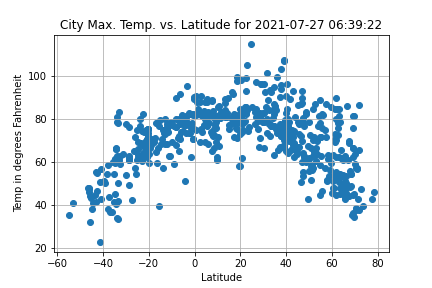 City Max. Temp. vs. Latitude for 2021-07-27 06:39:22
Temp in degrees Fahrenheit
100
80
60
40
20
−60 −40 −20 0 20 40 60 80
Latitude